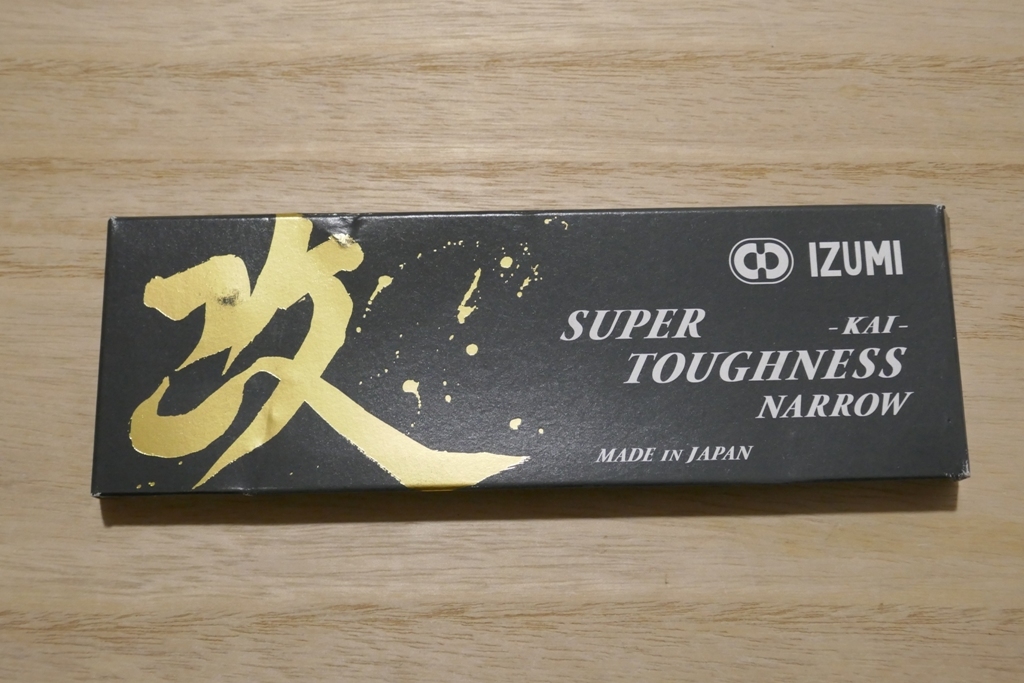 改
IZUMI
SUPER -KAI-
TOUGHNESS
NARROW
MADE IN JAPAN